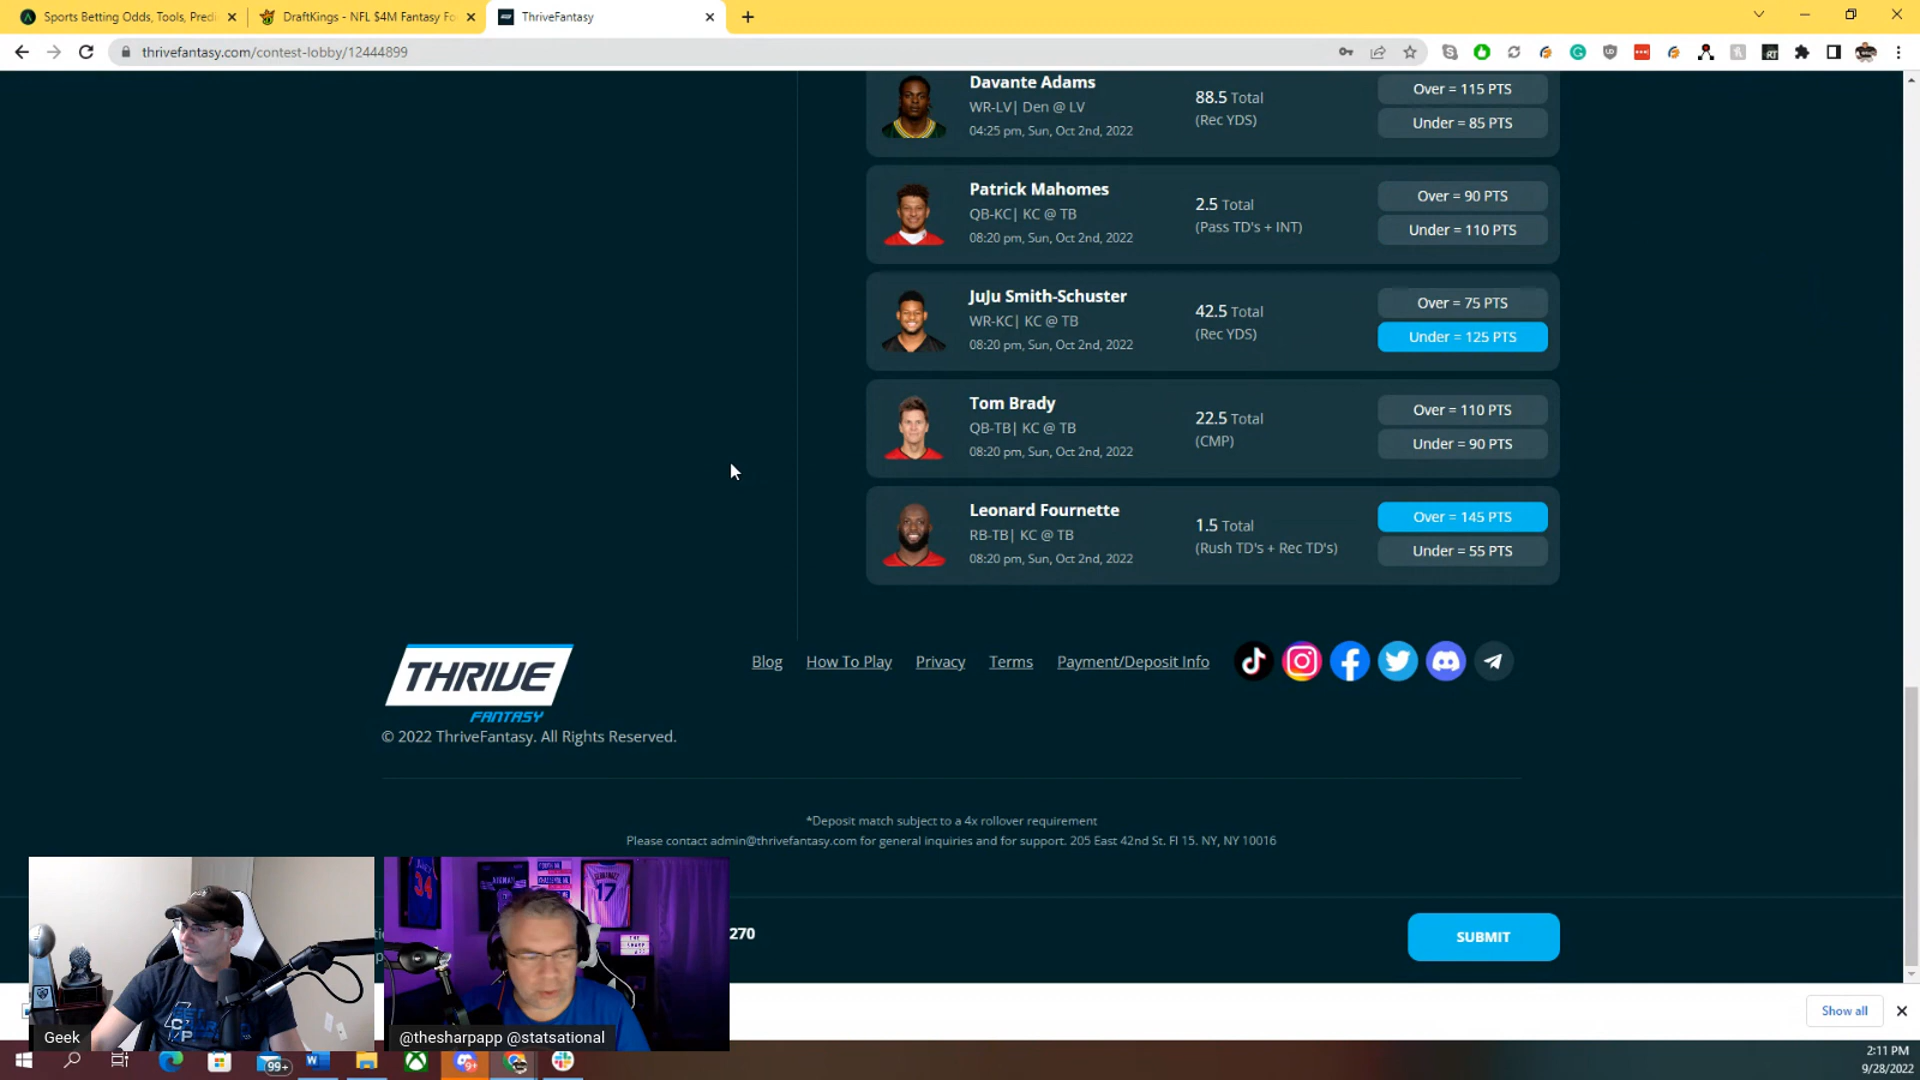 Sports Betting Odds, Tools, Predi
DraftKings - NFL $4M Fantasy Fo
ThriveFantasy
thrivefantasy.com/contest-lobby/12444899
Davante Adams
WR-LV| Den @ LV
04:25 pm, Sun, Oct 2nd, 2022
88.5 Total
(Rec YDS)
Over = 115 PTS
Under = 85 PTS
Patrick Mahomes
QB-KC| KC @ TB
08:20 pm, Sun, Oct 2nd, 2022
2.5 Total
(Pass TD's + INT)
Over = 90 PTS
Under = 110 PTS
JuJu Smith-Schuster
WR-KC| KC @ TB
08:20 pm, Sun, Oct 2nd, 2022
42.5 Total
(Rec YDS)
Over = 75 PTS
Under = 125 PTS
Tom Brady
QB-TB| KC @ TB
08:20 pm, Sun, Oct 2nd, 2022
22.5 Total
(CMP)
Over = 110 PTS
Under = 90 PTS
Leonard Fournette
RB-TB| KC @ TB
08:20 pm, Sun, Oct 2nd, 2022
1.5 Total
(Rush TD's + Rec TD's)
Over = 145 PTS
Under = 55 PTS
THRIVE
FANTASY
© 2022 ThriveFantasy. All Rights Reserved.
Blog How To Play Privacy Terms Payment/Deposit Info
*Deposit match subject to a 4x rollover requirement
Please contact admin@thrivefantasy.com for general inquiries and for support. 205 East 42nd St. Fl 15. NY, NY 10016
34
17
THE
SHARP
APP
270
SUBMIT
Geek
@thesharpapp @statsational
Show all
99+
9+
2:11 PM
9/28/2022